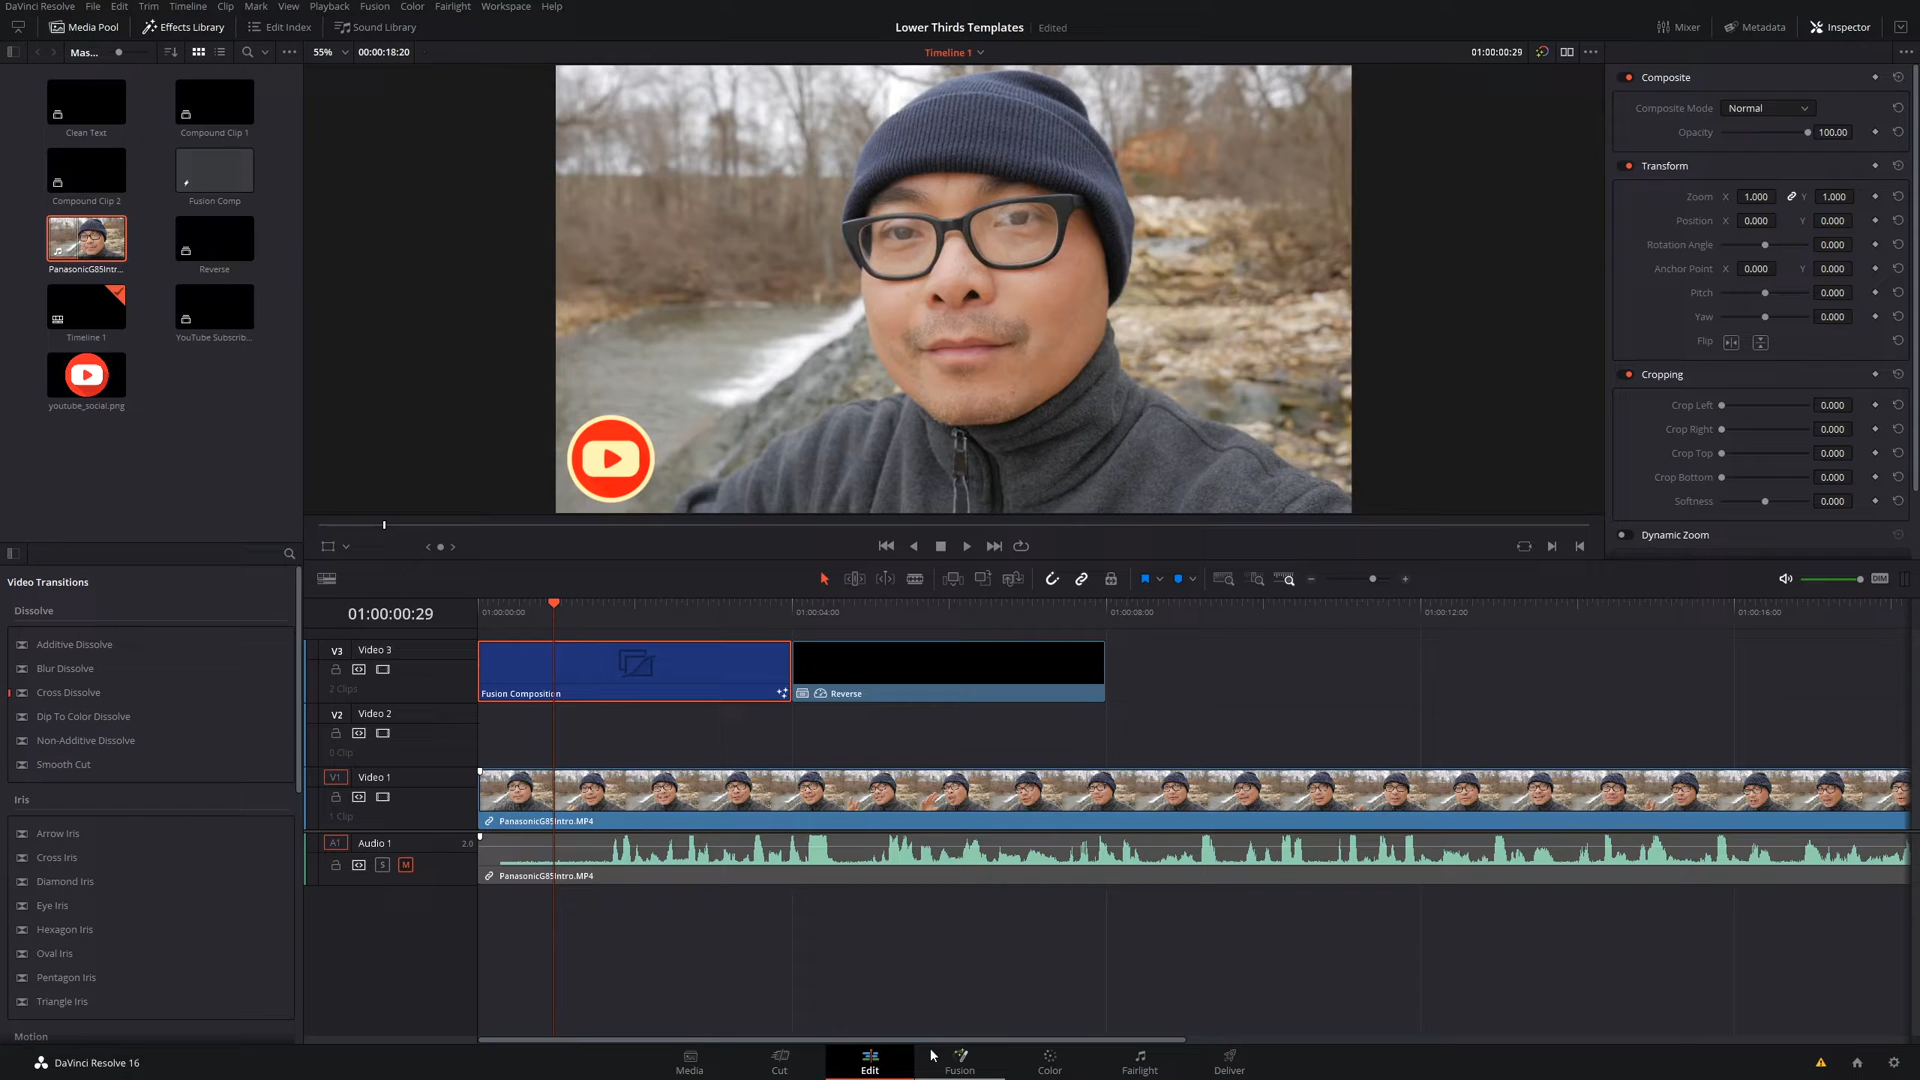 DaVinci Resolve File Edit Trim Timeline Clip Mark View Playback Fusion Color Fairlight Workspace Help
Media Pool Effects Library Edit Index Sound Library
Lower Thirds Templates Edited
Mixer Metadata Inspector
Mas...
55% 00:00:18:20
Timeline 1
01:00:00:29
Clean Text
Compound Clip 1
Compound Clip 2
Fusion Comp
PanasonicG85Intr...
Reverse
Timeline 1
YouTube Subscrib...
youtube_social.png
Composite
Composite Mode Normal
Opacity 100.00
Transform
Zoom X 1.000 Y 1.000
Position X 0.000 Y 0.000
Rotation Angle 0.000
Anchor Point X 0.000 Y 0.000
Pitch 0.000
Yaw 0.000
Flip
Cropping
Crop Left 0.000
Crop Right 0.000
Crop Top 0.000
Crop Bottom 0.000
Softness 0.000
Dynamic Zoom
Video Transitions
Dissolve
Additive Dissolve
Blur Dissolve
Cross Dissolve
Dip To Color Dissolve
Non-Additive Dissolve
Smooth Cut
Iris
Arrow Iris
Cross Iris
Diamond Iris
Eye Iris
Hexagon Iris
Oval Iris
Pentagon Iris
Triangle Iris
Motion
DIM
01:00:00:29
01:00:00:00 01:00:04:00 01:00:08:00 01:00:12:00 01:00:16:00
V3 Video 3
2 Clips
Fusion Composition
Reverse
V2 Video 2
0 Clip
V1 Video 1
1 Clip
PanasonicG85Intro.MP4
A1 Audio 1 2.0
S M
PanasonicG85Intro.MP4
DaVinci Resolve 16
Media Cut Edit Fusion Color Fairlight Deliver